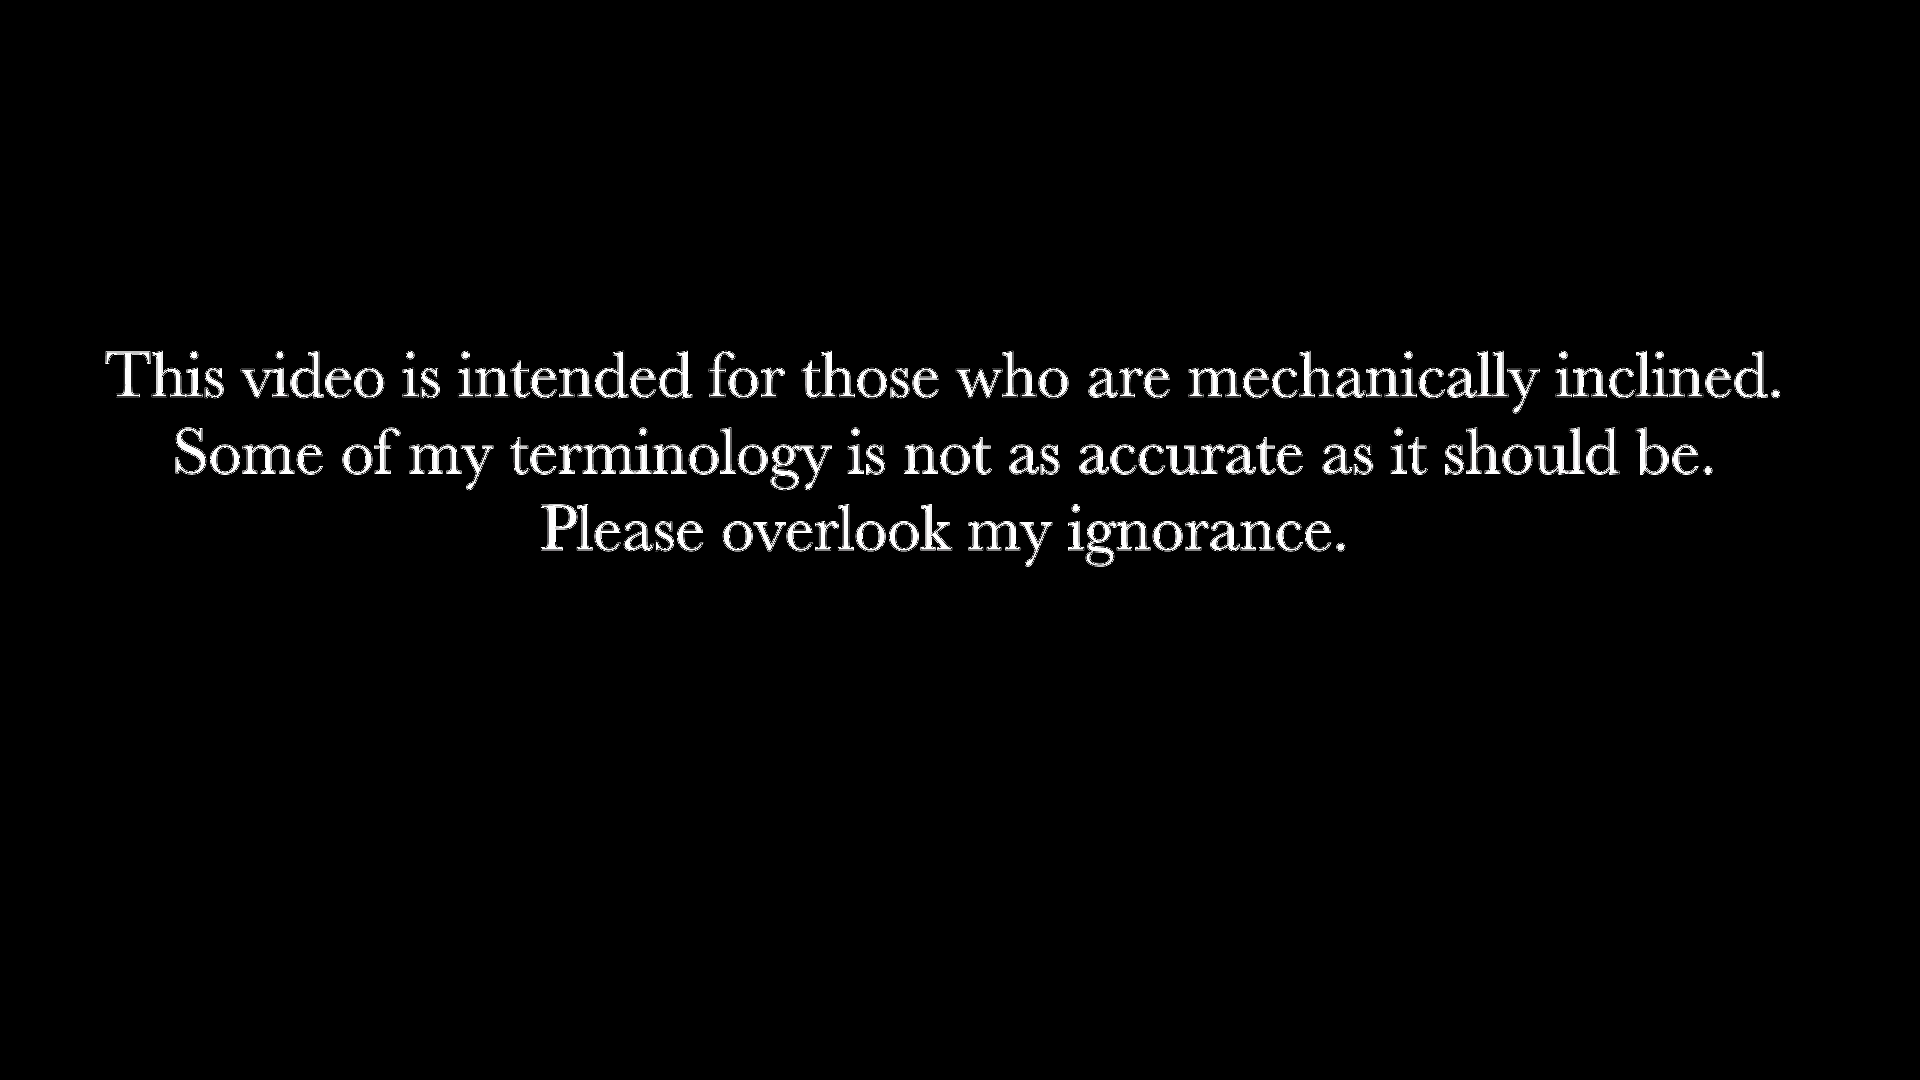 This video is intended for those who are mechanically inclined.
Some of my terminology is not as accurate as it should be.
Please overlook my ignorance.